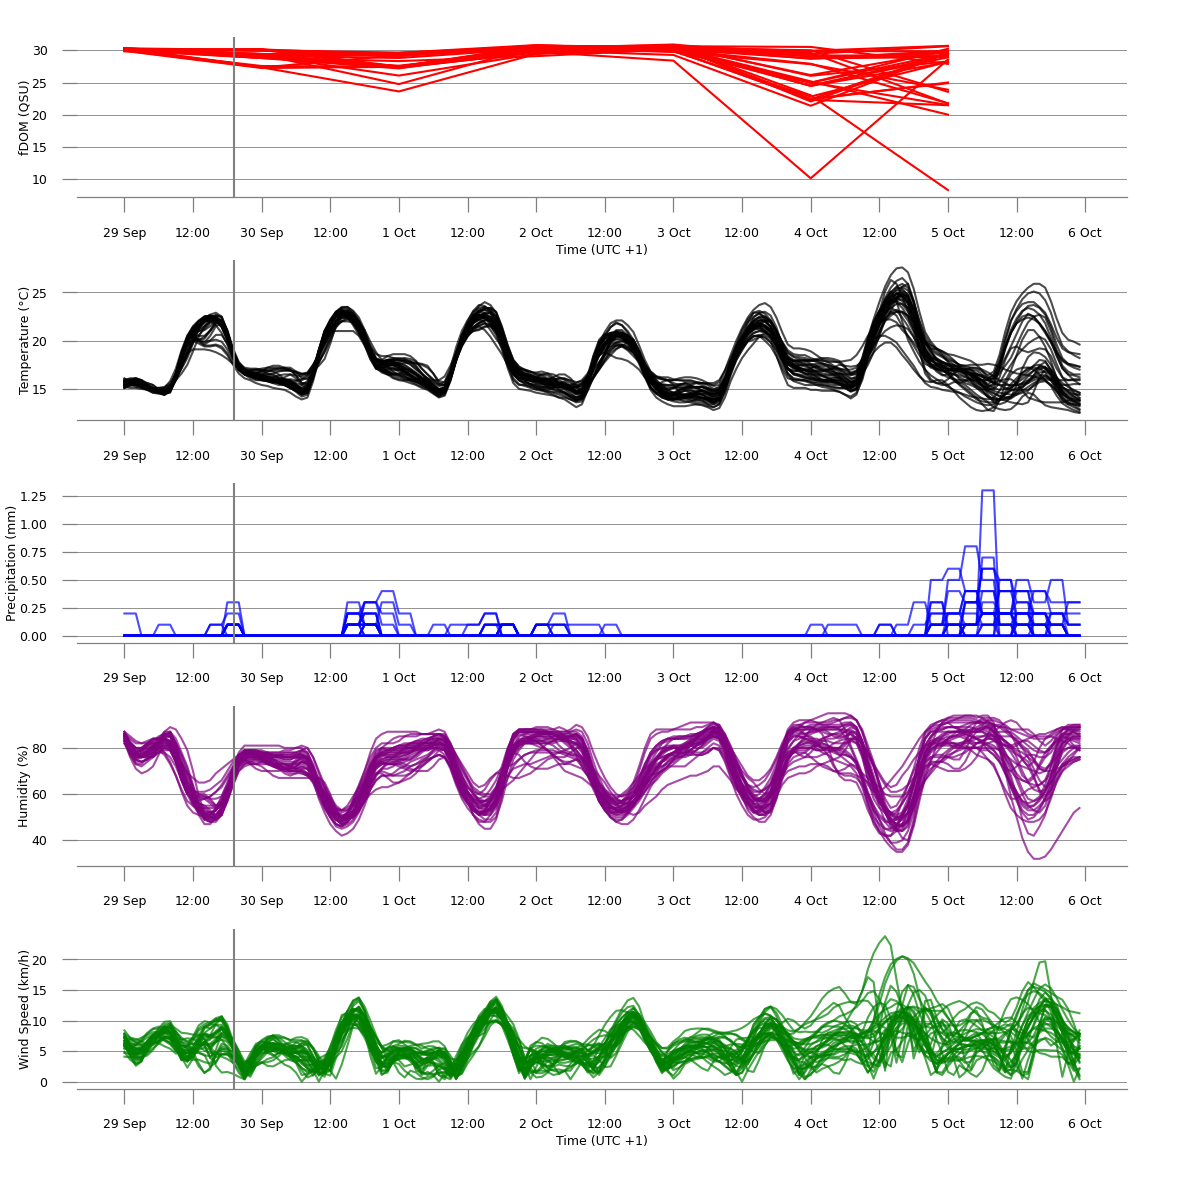 fDOM (QSU)
30
25
20
15
10
29 Sep 12:00 30 Sep 12:00 1 Oct 12:00 2 Oct 12:00 3 Oct 12:00 4 Oct 12:00 5 Oct 12:00 6 Oct
Time (UTC +1)
Temperature (°C)
25
20
15
29 Sep 12:00 30 Sep 12:00 1 Oct 12:00 2 Oct 12:00 3 Oct 12:00 4 Oct 12:00 5 Oct 12:00 6 Oct
Precipitation (mm)
1.25
1.00
0.75
0.50
0.25
0.00
29 Sep 12:00 30 Sep 12:00 1 Oct 12:00 2 Oct 12:00 3 Oct 12:00 4 Oct 12:00 5 Oct 12:00 6 Oct
Humidity (%)
80
60
40
29 Sep 12:00 30 Sep 12:00 1 Oct 12:00 2 Oct 12:00 3 Oct 12:00 4 Oct 12:00 5 Oct 12:00 6 Oct
Wind Speed (km/h)
20
15
10
5
0
29 Sep 12:00 30 Sep 12:00 1 Oct 12:00 2 Oct 12:00 3 Oct 12:00 4 Oct 12:00 5 Oct 12:00 6 Oct
Time (UTC +1)